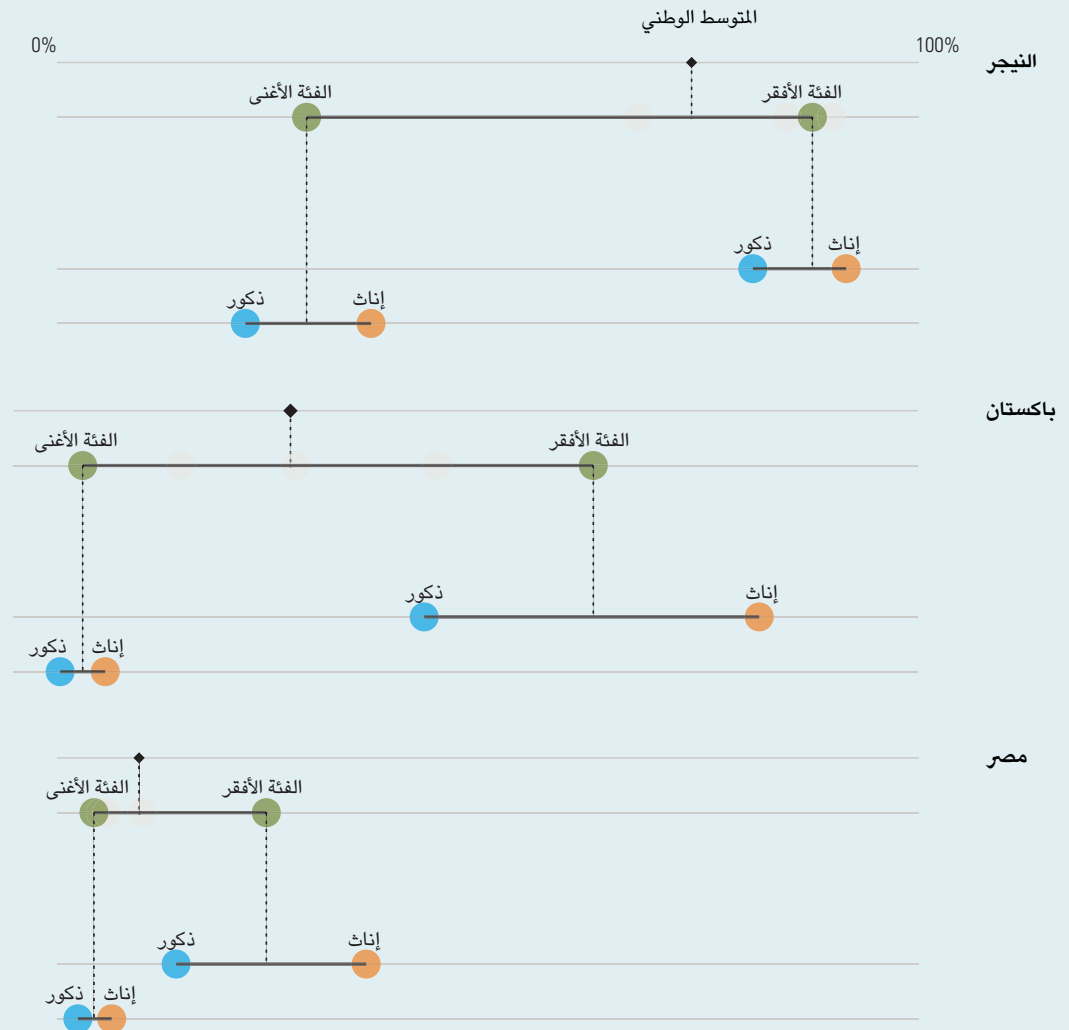 المتوسط الوطني
0%
100%
النيجر
الفئة الأفقر
الفئة الأغنى
إناث
ذكور
إناث
ذكور
باكستان
الفئة الأفقر
الفئة الأغنى
إناث
ذكور
إناث
ذكور
مصر
الفئة الأفقر
الفئة الأغنى
إناث
ذكور
إناث
ذكور